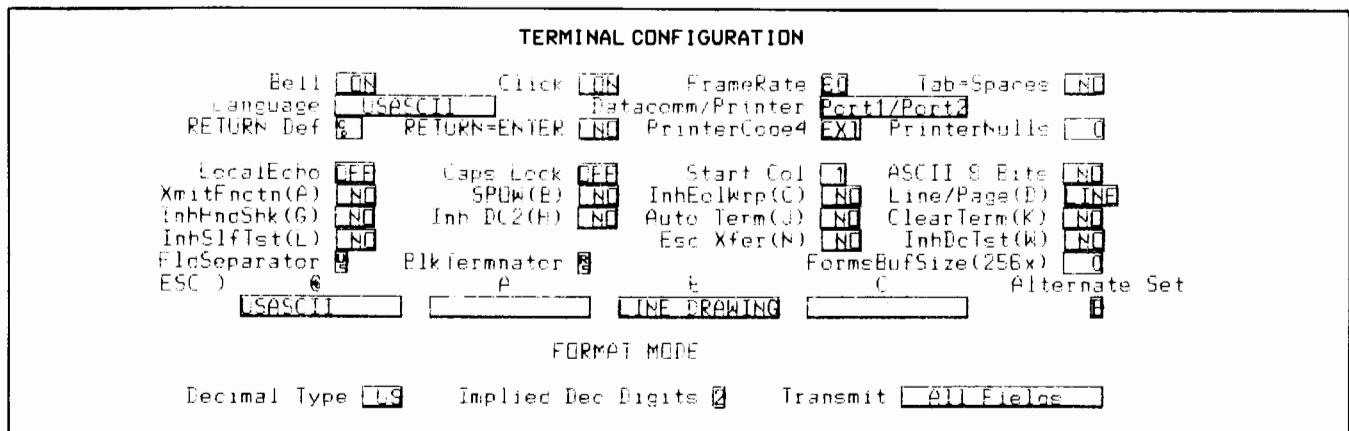 TERMINAL CONFIGURATION
Bell ON Click ON FrameRate 60 Tab=Spaces NO
Language USASCII Datacomm/Printer Port1/Port2
RETURN Def RETURN=ENTER NO PrinterCode4 EX1 PrinterNulls 0
LocalEcho OFF Caps Lock OFF Start Col 1 ASCII 8 Bits NO
XmitFnctn(A) NO SPOW(B) NO InhEolWrp(C) NO Line/Page(D) LINE
InhHndShk(G) NO Inh DC2(H) NO Auto Term(J) NO ClearTerm(K) NO
InhSlfTst(L) NO Esc Xfer(N) NO InhDcTst(W) NO
FldSeparator US BlkTermnator RS FormsBufSize(256x) 0
ESC ) @ A B C Alternate Set
USASCII LINE DRAWING B
FORMAT MODE
Decimal Type US Implied Dec Digits 2 Transmit All Fields